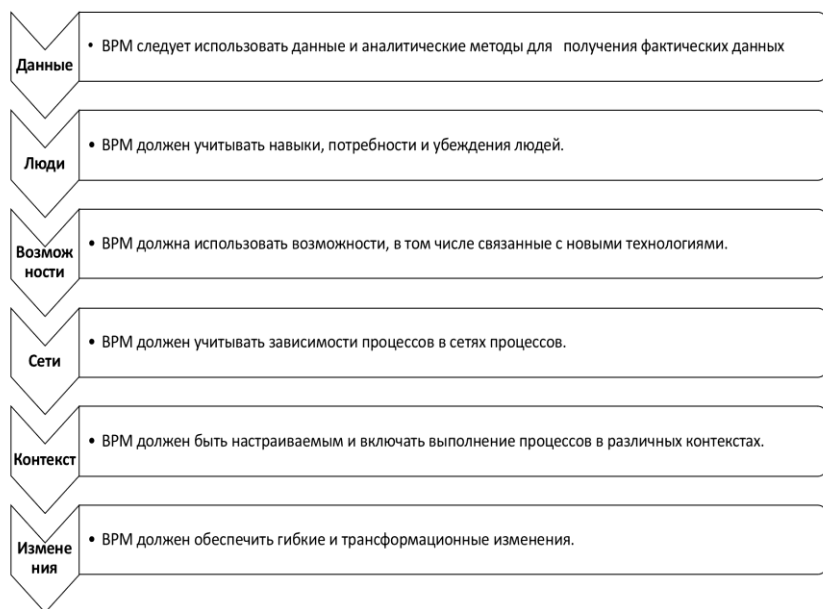 • BPM следует использовать данные и аналитические методы для получения фактических данных
Данные
• BPM должен учитывать навыки, потребности и убеждения людей.
Люди
• BPM должна использовать возможности, в том числе связанные с новыми технологиями.
Возмож
ности
• BPM должен учитывать зависимости процессов в сетях процессов.
Сети
• BPM должен быть настраиваемым и включать выполнение процессов в различных контекстах.
Контекст
• BPM должен обеспечить гибкие и трансформационные изменения.
Измене
ния